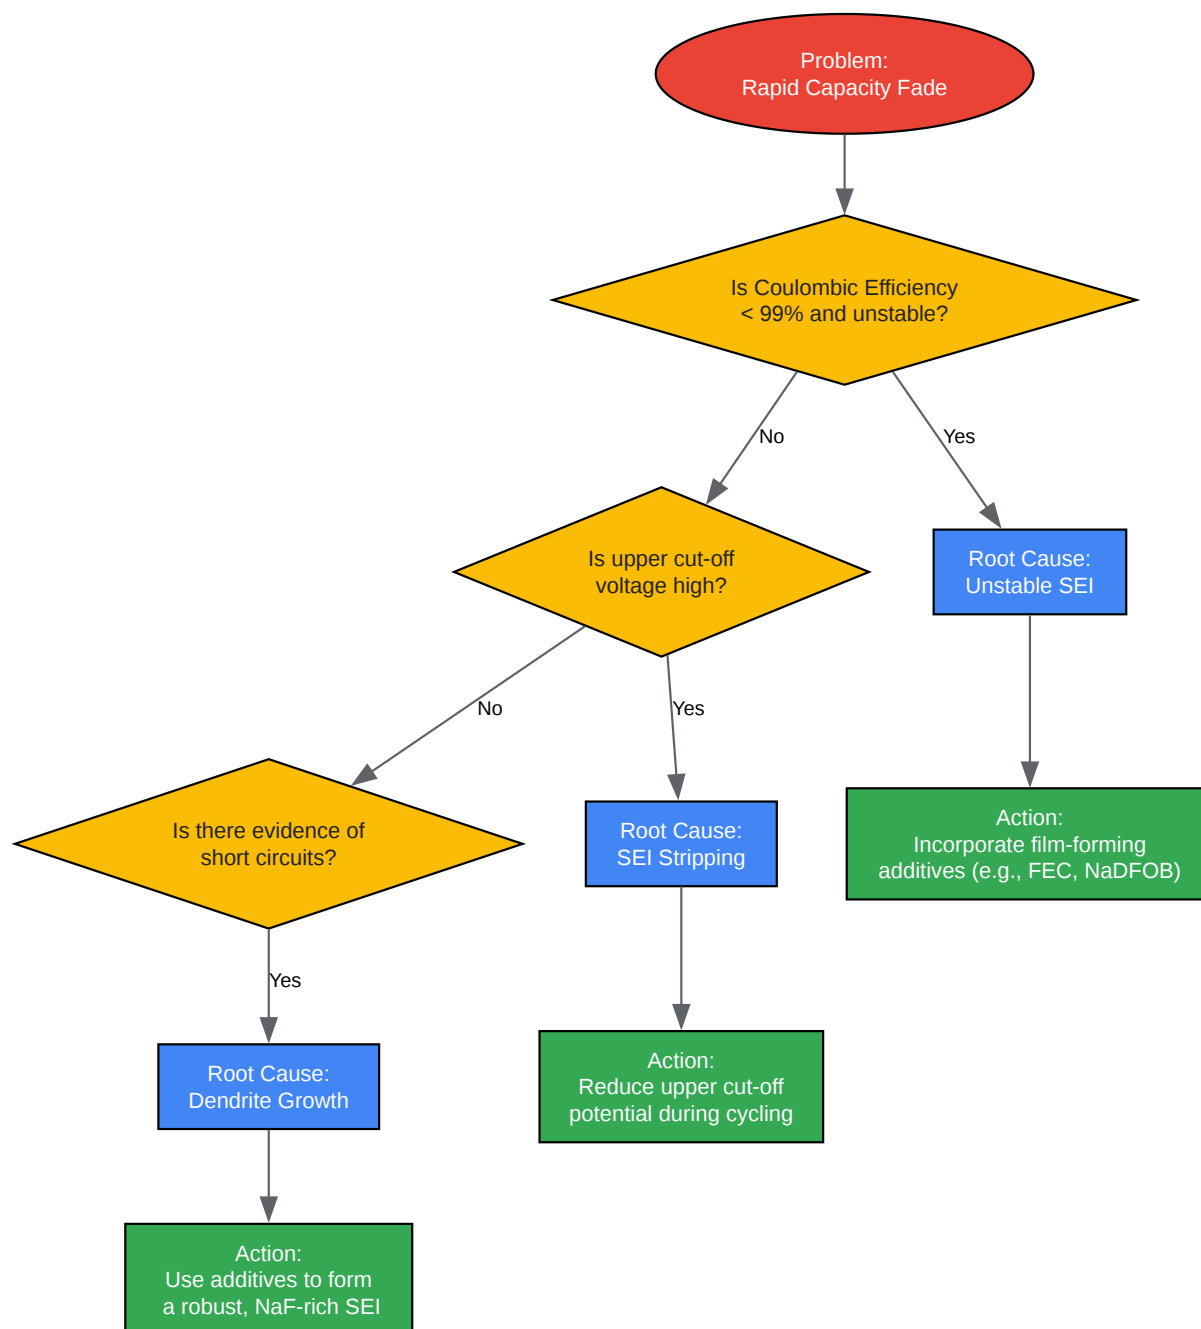 Problem:
Rapid Capacity Fade
Is Coulombic Efficiency
< 99% and unstable?
No
Yes
Is upper cut-off
voltage high?
Root Cause:
Unstable SEI
No
Yes
Is there evidence of
short circuits?
Root Cause:
SEI Stripping
Action:
Incorporate film-forming
additives (e.g., FEC, NaDFOB)
Yes
Root Cause:
Dendrite Growth
Action:
Reduce upper cut-off
potential during cycling
Action:
Use additives to form
a robust, NaF-rich SEI